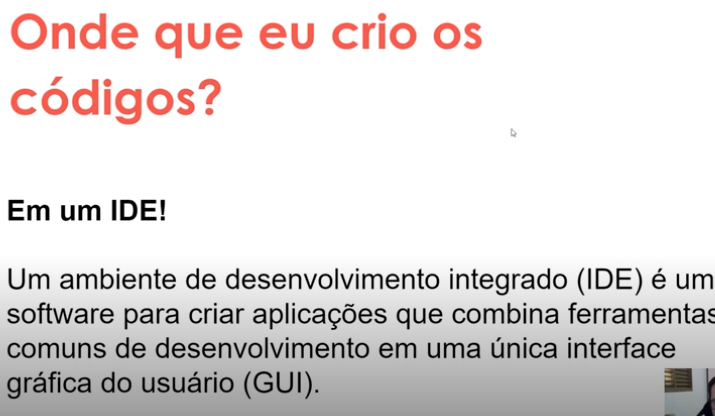 Onde que eu crio os
códigos?
Em um IDE!
Um ambiente de desenvolvimento integrado (IDE) é um
software para criar aplicações que combina ferramentas
comuns de desenvolvimento em uma única interface
gráfica do usuário (GUI).